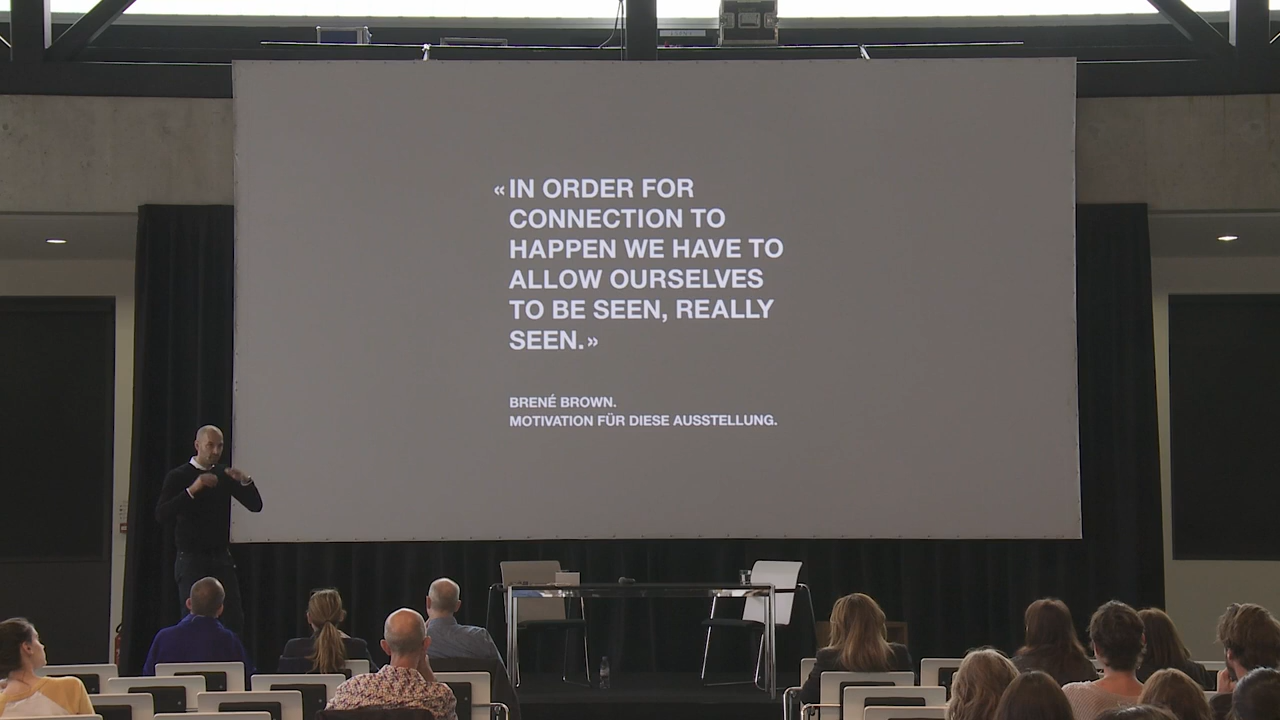 «IN ORDER FOR
CONNECTION TO
HAPPEN WE HAVE TO
ALLOW OURSELVES
TO BE SEEN, REALLY
SEEN.»
BRENÉ BROWN.
MOTIVATION FÜR DIESE AUSSTELLUNG.